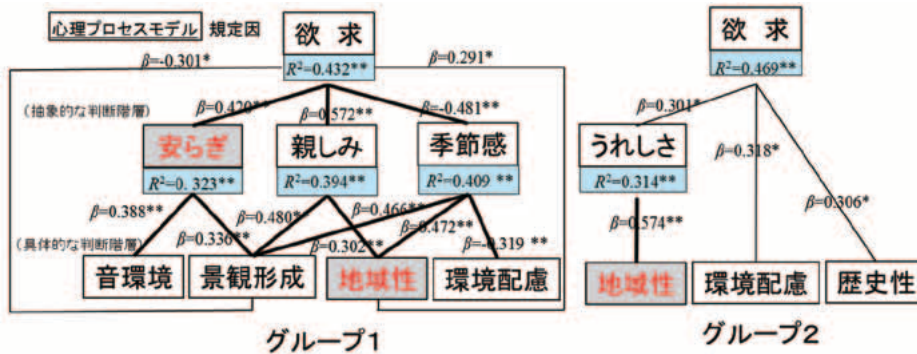 心理プロセスモデル 規定因
欲 求
R²=0.432**
β=-0.301*
β=0.291*
(抽象的な判断階層)
β=0.420**
β=0.572**
β=-0.481**
安らぎ
親しみ
季節感
R²=0.323**
R²=0.394**
R²=0.409 **
β=0.388**
β=0.336**
β=0.480*
β=0.466**
β=0.302**
β=0.472**
β=-0.319 **
(具体的な判断階層)
音環境
景観形成
地域性
環境配慮
グループ1
欲 求
R²=0.469**
β=0.301*
β=0.318*
β=0.306*
うれしさ
R²=0.314**
β=0.574**
地域性
環境配慮
歴史性
グループ2